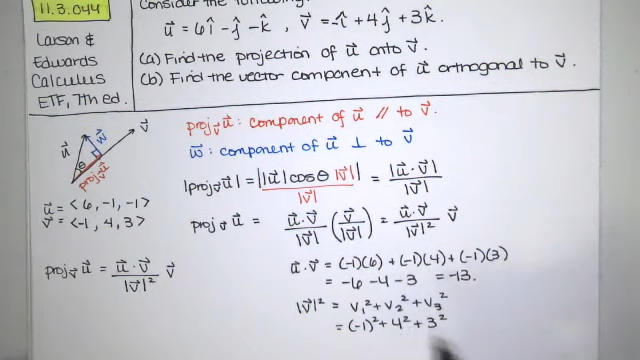 11.3.044
Larson &
Edwards
Calculus
ETF, 7th ed.
u⃗ = 6î - ĵ - k̂ , v⃗ = -î + 4ĵ + 3k̂.
(a) Find the projection of u⃗ onto v⃗.
(b) Find the vector component of u⃗ orthogonal to v⃗.
u⃗ w⃗ v⃗ θ proj_v⃗ u⃗
u⃗ = < 6, -1, -1 >
v⃗ = < -1, 4, 3 >
proj_v⃗ u⃗ = u⃗ · v⃗ / |v⃗|² v⃗
proj_v⃗ u⃗ : component of u⃗ // to v⃗.
w⃗ : component of u⃗ ⊥ to v⃗
|proj_v⃗ u⃗| = ||u⃗| cos θ |v⃗|| / |v⃗| = |u⃗ · v⃗| / |v⃗|
proj_v⃗ u⃗ = u⃗ · v⃗ / |v⃗| (v⃗ / |v⃗|) = u⃗ · v⃗ / |v⃗|² v⃗
u⃗ · v⃗ = (-1)(6) + (-1)(4) + (-1)(3)
= -6 - 4 - 3 = -13.
|v⃗|² = v₁² + v₂² + v₃²
= (-1)² + 4² + 3²